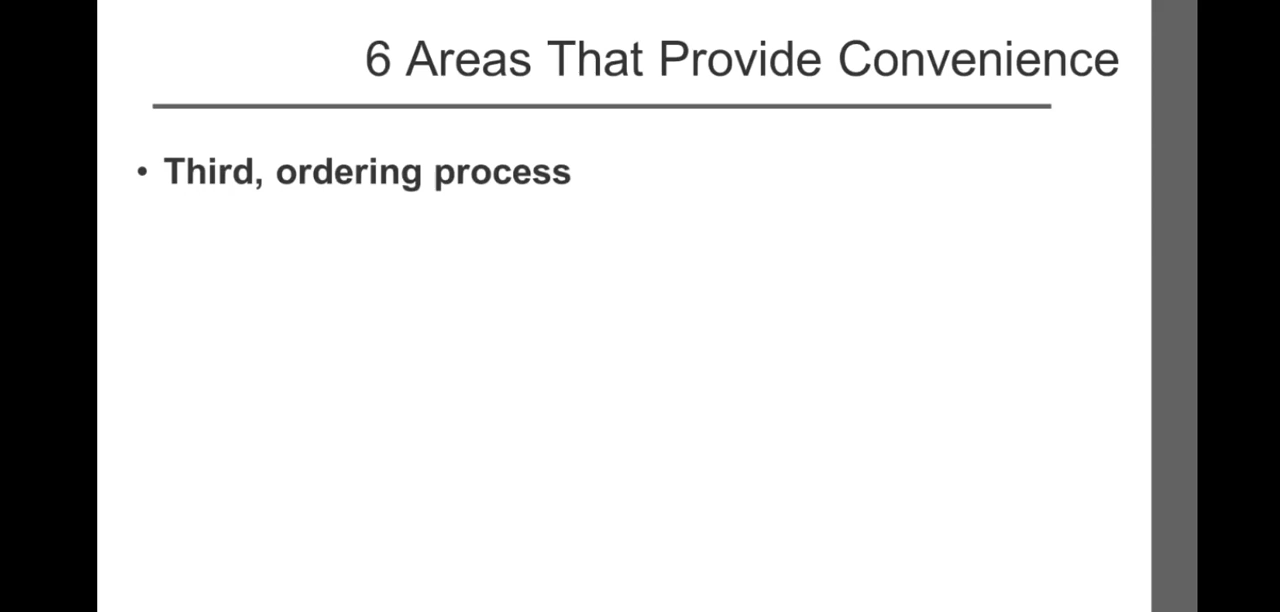 6 Areas That Provide Convenience
• Third, ordering process